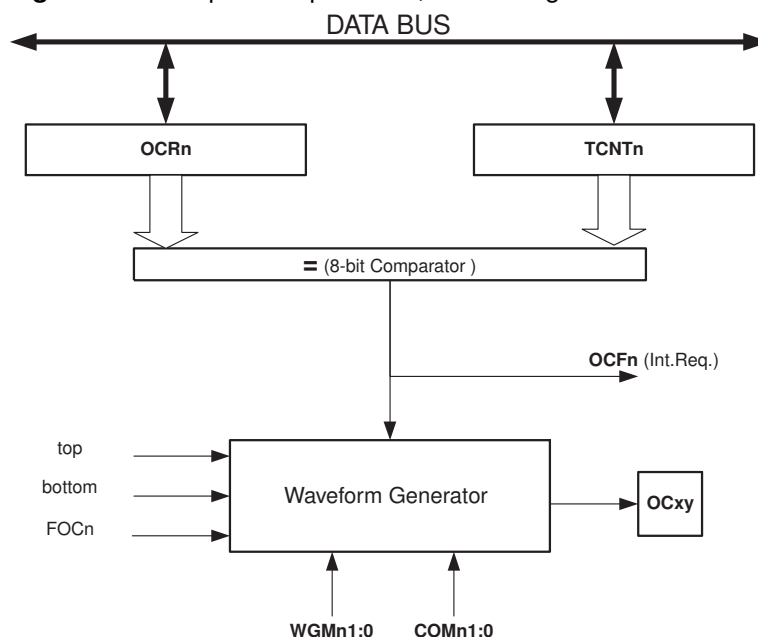 DATA BUS
OCRn
TCNTn
= (8-bit Comparator )
OCFn (Int.Req.)
top
bottom
FOCn
Waveform Generator
OCxy
WGMn1:0
COMn1:0